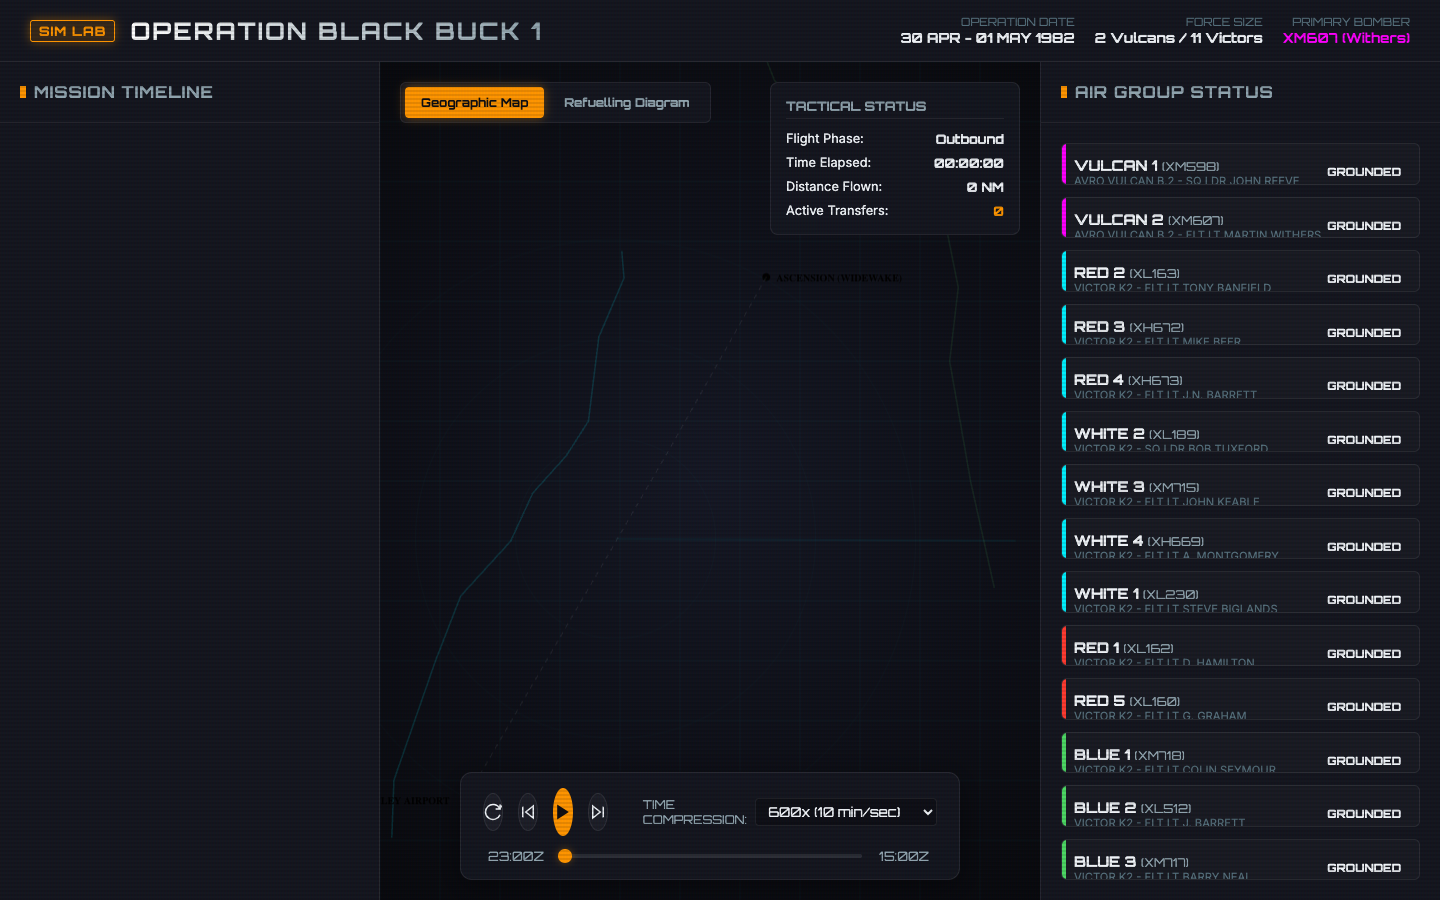 SIM LAB
OPERATION BLACK BUCK 1
OPERATION DATE
30 APR - 01 MAY 1982
FORCE SIZE
2 Vulcans / 11 Victors
PRIMARY BOMBER
XM607 (Withers)
MISSION TIMELINE
Geographic Map
Refuelling Diagram
TACTICAL STATUS
Flight Phase: Outbound
Time Elapsed: 00:00:00
Distance Flown: 0 NM
Active Transfers: 0
ASCENSION (WIDEWAKE)
LEY AIRPORT
TIME
COMPRESSION:
600x (10 min/sec)
23:00Z
15:00Z
AIR GROUP STATUS
VULCAN 1 (XM598)
AVRO VULCAN B.2 - SQ LDR JOHN REEVE
GROUNDED
VULCAN 2 (XM607)
AVRO VULCAN B.2 - FLT LT MARTIN WITHERS
GROUNDED
RED 2 (XL163)
VICTOR K2 - FLT LT TONY BANFIELD
GROUNDED
RED 3 (XH672)
VICTOR K2 - FLT LT MIKE BEER
GROUNDED
RED 4 (XH673)
VICTOR K2 - FLT LT J.N. BARRETT
GROUNDED
WHITE 2 (XL189)
VICTOR K2 - SQ LDR BOB TUXFORD
GROUNDED
WHITE 3 (XM715)
VICTOR K2 - FLT LT JOHN KEABLE
GROUNDED
WHITE 4 (XH669)
VICTOR K2 - FLT LT A. MONTGOMERY
GROUNDED
WHITE 1 (XL230)
VICTOR K2 - FLT LT STEVE BIGLANDS
GROUNDED
RED 1 (XL162)
VICTOR K2 - FLT LT D. HAMILTON
GROUNDED
RED 5 (XL160)
VICTOR K2 - FLT LT G. GRAHAM
GROUNDED
BLUE 1 (XM718)
VICTOR K2 - FLT LT COLIN SEYMOUR
GROUNDED
BLUE 2 (XL512)
VICTOR K2 - FLT LT J. BARRETT
GROUNDED
BLUE 3 (XM717)
VICTOR K2 - FLT LT BARRY NEAL
GROUNDED